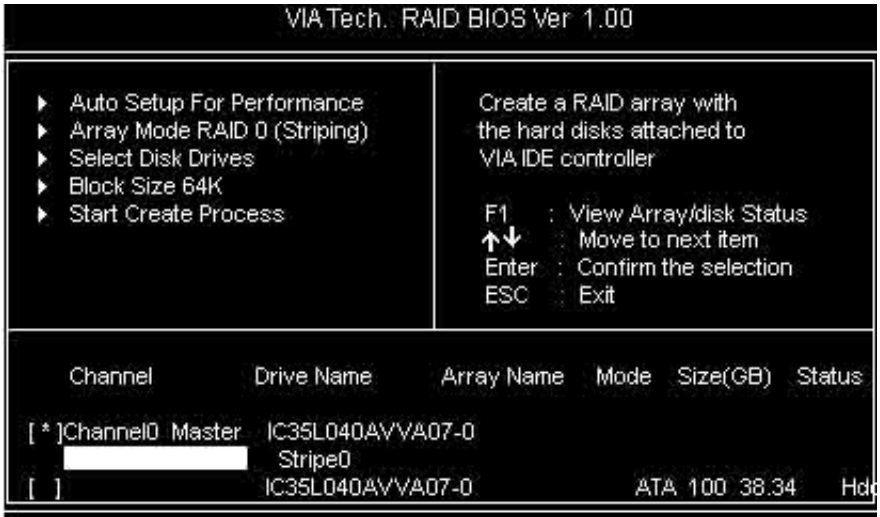 VIA Tech. RAID BIOS Ver 1.00
Auto Setup For Performance
Array Mode RAID 0 (Striping)
Select Disk Drives
Block Size 64K
Start Create Process
Create a RAID array with
the hard disks attached to
VIA IDE controller
F1 : View Array/disk Status
↑↓ : Move to next item
Enter : Confirm the selection
ESC : Exit
Channel Drive Name Array Name Mode Size(GB) Status
[ * ]Channel0 Master IC35L040AVVA07-0
Stripe0
[ ] IC35L040AVVA07-0 ATA 100 38.34 Hdd